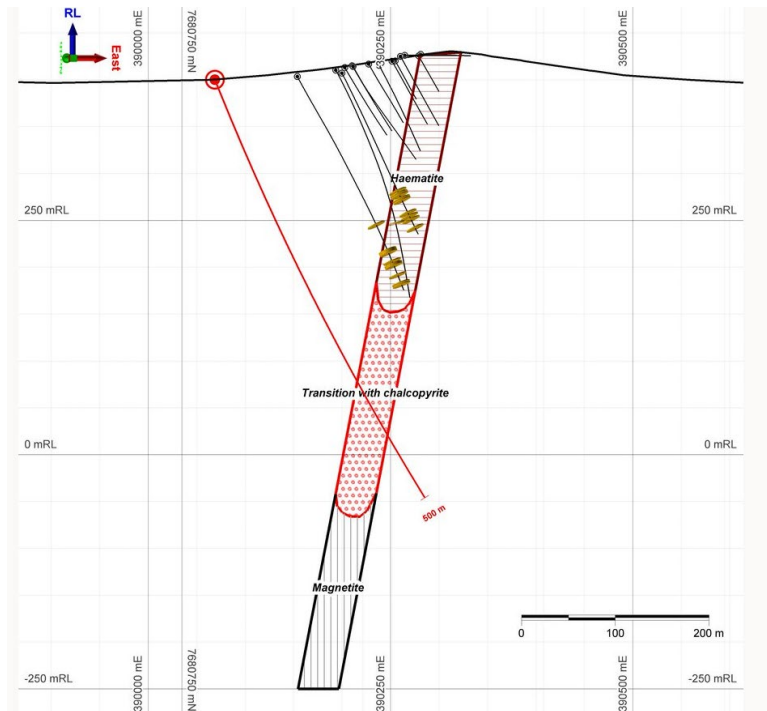 RL
East
390000 mE
7680750 mN
390250 mE
390500 mE
Haematite
250 mRL
250 mRL
Transition with chalcopyrite
0 mRL
0 mRL
500 m
Magnetite
0
100
200 m
-250 mRL
-250 mRL
390000 mE
7680750 mN
390250 mE
390500 mE